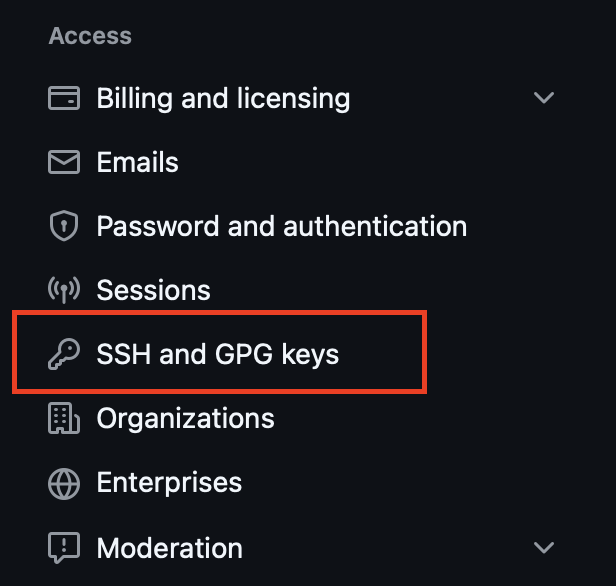 Access
Billing and licensing
Emails
Password and authentication
Sessions
SSH and GPG keys
Organizations
Enterprises
Moderation